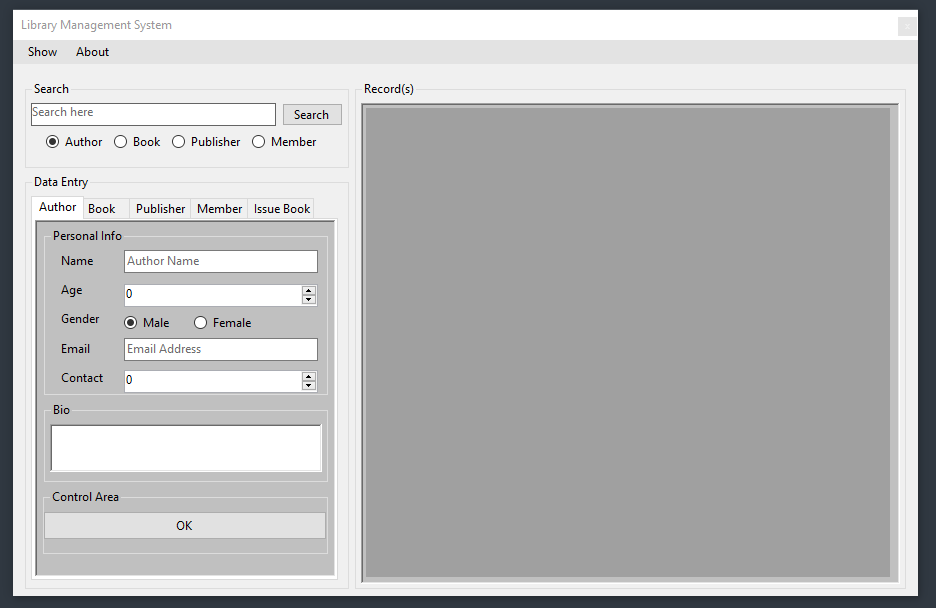 Library Management System
Show About
Search
Search here
Search
Author Book Publisher Member
Data Entry
Author Book Publisher Member Issue Book
Personal Info
Name Author Name
Age 0
Gender Male Female
Email Email Address
Contact 0
Bio
Control Area
OK
Record(s)